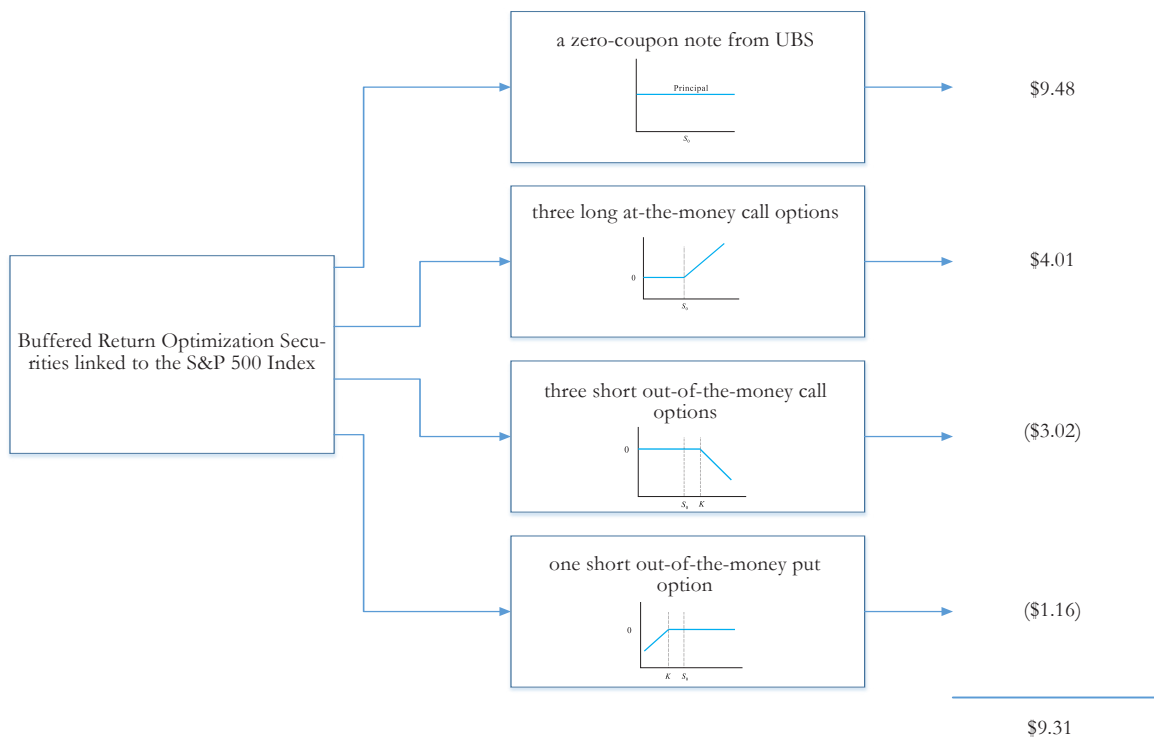 a zero-coupon note from UBS
Principal
S₀
$9.48
three long at-the-money call options
0
S₀
$4.01
Buffered Return Optimization Secu-
rities linked to the S&P 500 Index
three short out-of-the-money call
options
0
S₀ K
($3.02)
one short out-of-the-money put
option
0
K S₀
($1.16)
$9.31